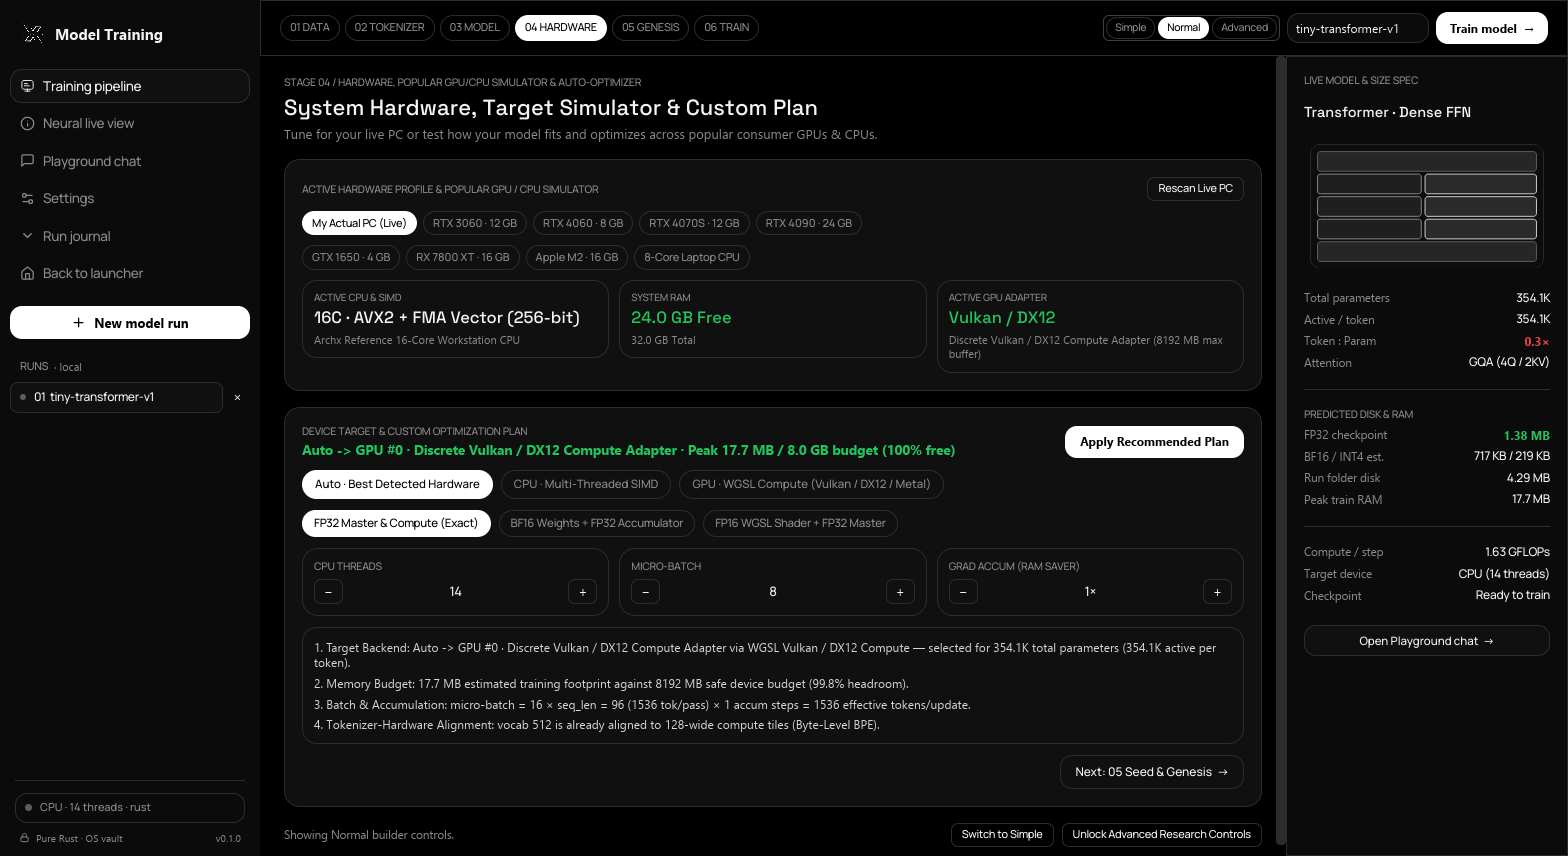 Model Training
Training pipeline
Neural live view
Playground chat
Settings
Run journal
Back to launcher
+ New model run
RUNS · local
01 tiny-transformer-v1 ×
CPU · 14 threads · rust
Pure Rust · OS vault v0.1.0
01 DATA 02 TOKENIZER 03 MODEL 04 HARDWARE 05 GENESIS 06 TRAIN
Simple Normal Advanced tiny-transformer-v1 Train model →
STAGE 04 / HARDWARE, POPULAR GPU/CPU SIMULATOR & AUTO-OPTIMIZER
System Hardware, Target Simulator & Custom Plan
Tune for your live PC or test how your model fits and optimizes across popular consumer GPUs & CPUs.
ACTIVE HARDWARE PROFILE & POPULAR GPU / CPU SIMULATOR Rescan Live PC
My Actual PC (Live) RTX 3060 · 12 GB RTX 4060 · 8 GB RTX 4070S · 12 GB RTX 4090 · 24 GB
GTX 1650 · 4 GB RX 7800 XT · 16 GB Apple M2 · 16 GB 8-Core Laptop CPU
ACTIVE CPU & SIMD
16C · AVX2 + FMA Vector (256-bit)
Archx Reference 16-Core Workstation CPU
SYSTEM RAM
24.0 GB Free
32.0 GB Total
ACTIVE GPU ADAPTER
Vulkan / DX12
Discrete Vulkan / DX12 Compute Adapter (8192 MB max
buffer)
DEVICE TARGET & CUSTOM OPTIMIZATION PLAN
Auto -> GPU #0 · Discrete Vulkan / DX12 Compute Adapter · Peak 17.7 MB / 8.0 GB budget (100% free)
Apply Recommended Plan
Auto · Best Detected Hardware CPU · Multi-Threaded SIMD GPU · WGSL Compute (Vulkan / DX12 / Metal)
FP32 Master & Compute (Exact) BF16 Weights + FP32 Accumulator FP16 WGSL Shader + FP32 Master
CPU THREADS
− 14 +
MICRO-BATCH
− 8 +
GRAD ACCUM (RAM SAVER)
− 1× +
1. Target Backend: Auto -> GPU #0 · Discrete Vulkan / DX12 Compute Adapter via WGSL Vulkan / DX12 Compute — selected for 354.1K total parameters (354.1K active per
token).
2. Memory Budget: 17.7 MB estimated training footprint against 8192 MB safe device budget (99.8% headroom).
3. Batch & Accumulation: micro-batch = 16 × seq_len = 96 (1536 tok/pass) × 1 accum steps = 1536 effective tokens/update.
4. Tokenizer-Hardware Alignment: vocab 512 is already aligned to 128-wide compute tiles (Byte-Level BPE).
Next: 05 Seed & Genesis →
Showing Normal builder controls. Switch to Simple Unlock Advanced Research Controls
LIVE MODEL & SIZE SPEC
Transformer · Dense FFN
Total parameters 354.1K
Active / token 354.1K
Token : Param 0.3×
Attention GQA (4Q / 2KV)
PREDICTED DISK & RAM
FP32 checkpoint 1.38 MB
BF16 / INT4 est. 717 KB / 219 KB
Run folder disk 4.29 MB
Peak train RAM 17.7 MB
Compute / step 1.63 GFLOPs
Target device CPU (14 threads)
Checkpoint Ready to train
Open Playground chat →